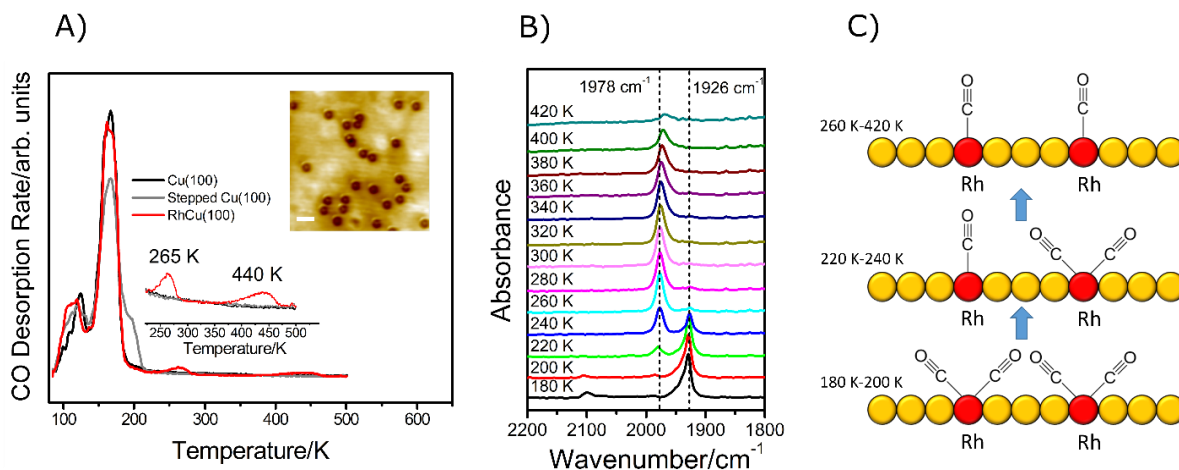 A)
CO Desorption Rate/arb. units
Cu(100)
Stepped Cu(100)
RhCu(100)
265 K
440 K
250 300 350 400 450 500
Temperature/K
100 200 300 400 500 600
Temperature/K
B)
Absorbance
1978 cm⁻¹
1926 cm⁻¹
420 K
400 K
380 K
360 K
340 K
320 K
300 K
280 K
260 K
240 K
220 K
200 K
180 K
2200 2100 2000 1900 1800
Wavenumber/cm⁻¹
C)
O O
C C
260 K-420 K
Rh Rh
O O O
C C C
220 K-240 K
Rh Rh
O O O O
C C C C
180 K-200 K
Rh Rh